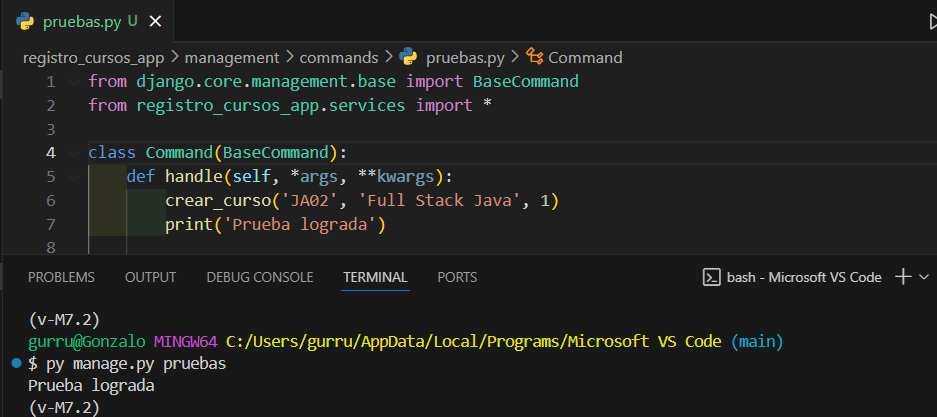 pruebas.py U ×
registro_cursos_app > management > commands > pruebas.py > Command
1 from django.core.management.base import BaseCommand
2 from registro_cursos_app.services import *
3
4 class Command(BaseCommand):
5 def handle(self, *args, **kwargs):
6 crear_curso('JA02', 'Full Stack Java', 1)
7 print('Prueba lograda')
8
PROBLEMS OUTPUT DEBUG CONSOLE TERMINAL PORTS bash - Microsoft VS Code
(v-M7.2)
gurru@Gonzalo MINGW64 C:/Users/gurru/AppData/Local/Programs/Microsoft VS Code (main)
$ py manage.py pruebas
Prueba lograda
(v-M7.2)